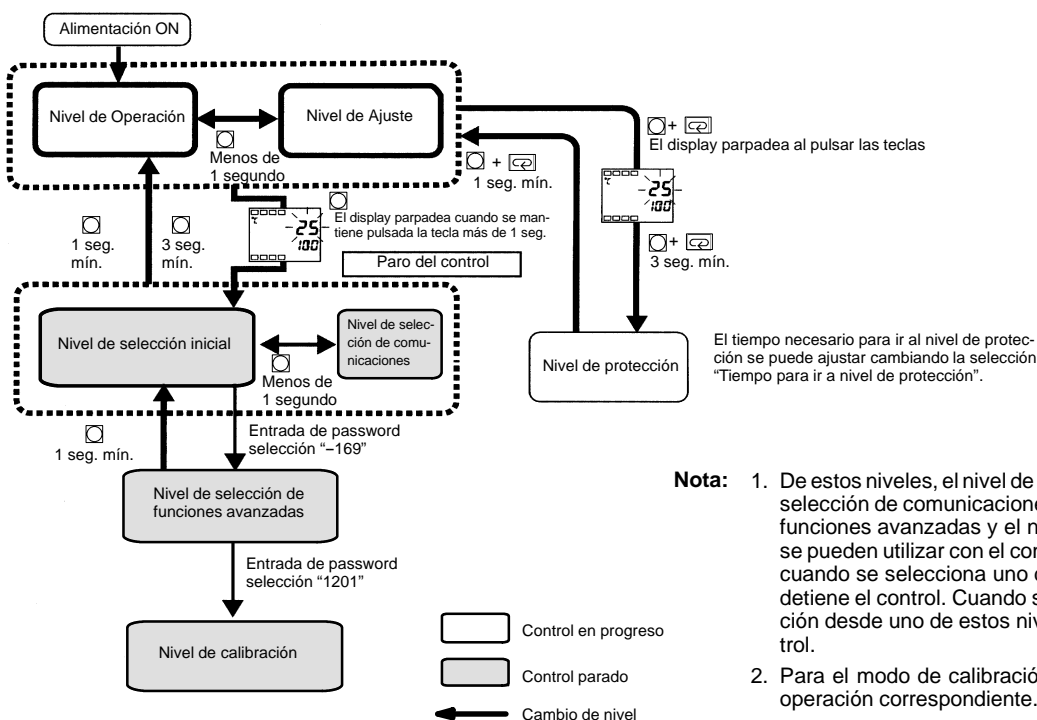 Alimentación ON
Nivel de Operación
Nivel de Ajuste
Menos de
1 segundo
+
El display parpadea al pulsar las teclas
+
1 seg. mín.
25
100
+
3 seg. mín.
1 seg.
mín.
3 seg.
mín.
El display parpadea cuando se man-
tiene pulsada la tecla más de 1 seg.
25
100
Paro del control
Nivel de selección inicial
Nivel de selec-
ción de comu-
nicaciones
Menos de
1 segundo
Nivel de protección
El tiempo necesario para ir al nivel de protec-
ción se puede ajustar cambiando la selección
“Tiempo para ir a nivel de protección”.
1 seg. mín.
Entrada de password
selección “–169”
Nivel de selección de
funciones avanzadas
Entrada de password
selección “1201”
Nivel de calibración
Control en progreso
Control parado
Cambio de nivel
Nota: 1. De estos niveles, el nivel de
selección de comunicacione
funciones avanzadas y el n
se pueden utilizar con el cor
cuando se selecciona uno
detiene el control. Cuando s
ción desde uno de estos niv
trol.
2. Para el modo de calibració
operación correspondiente.